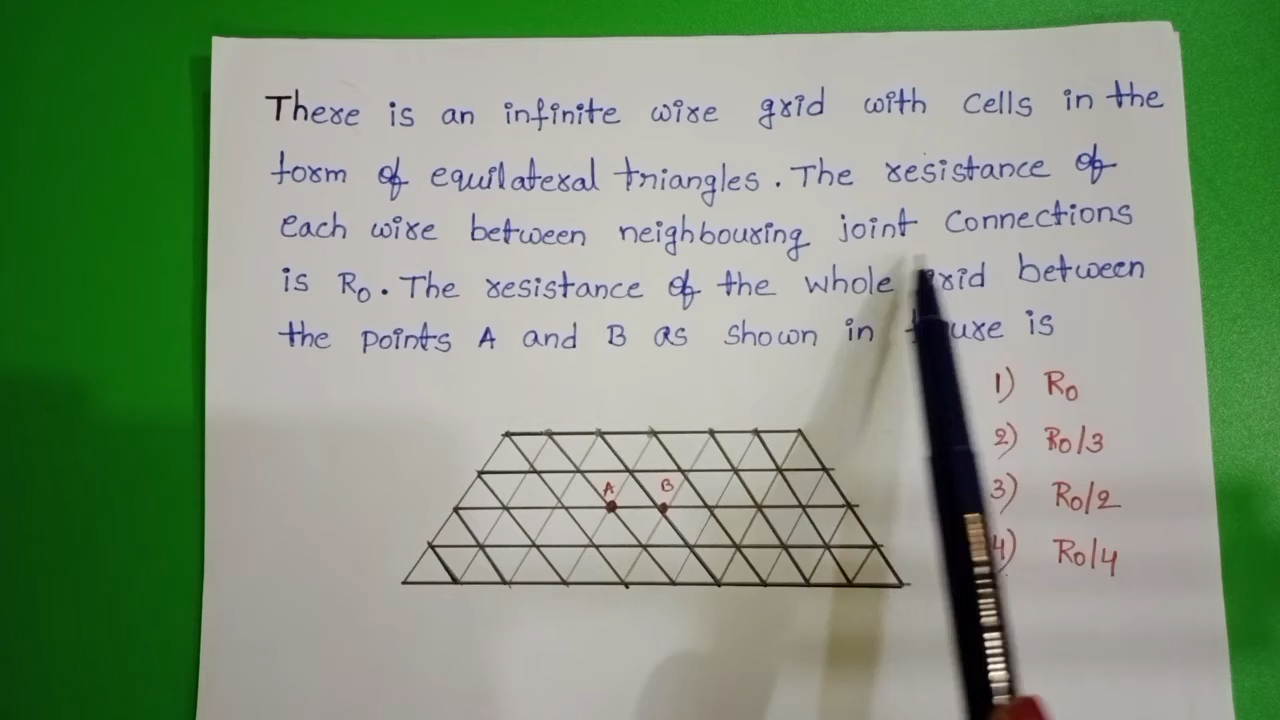 There is an infinite wire grid with cells in the
form of equilateral triangles. The resistance of
each wire between neighbouring joint connections
is R₀. The resistance of the whole grid between
the points A and B as shown in is
1) R₀
2) R₀/3
3) R₀/2
4) R₀/4
A B